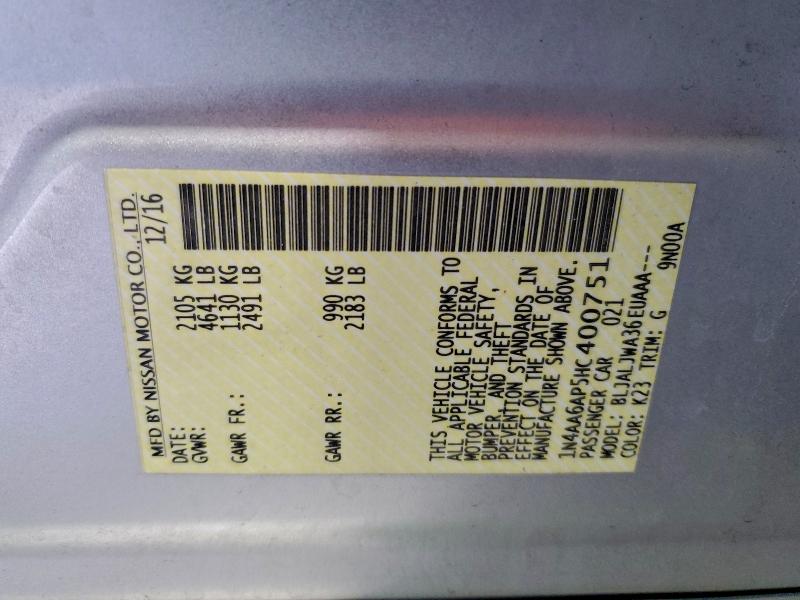 MFD BY NISSAN MOTOR CO., LTD.
DATE: 12/16
GVWR: 2105 KG
4641 LB
GAWR FR.: 1130 KG
2491 LB
GAWR RR.: 990 KG
2183 LB
THIS VEHICLE CONFORMS TO
ALL APPLICABLE FEDERAL
MOTOR VEHICLE SAFETY,
BUMPER, AND THEFT
PREVENTION STANDARDS IN
EFFECT ON THE DATE OF
MANUFACTURE SHOWN ABOVE.
1N4AA6AP5HC400751
PASSENGER CAR 021
MODEL: BLJALJWA36EUAAA---
COLOR: K23 TRIM: G 9N00A